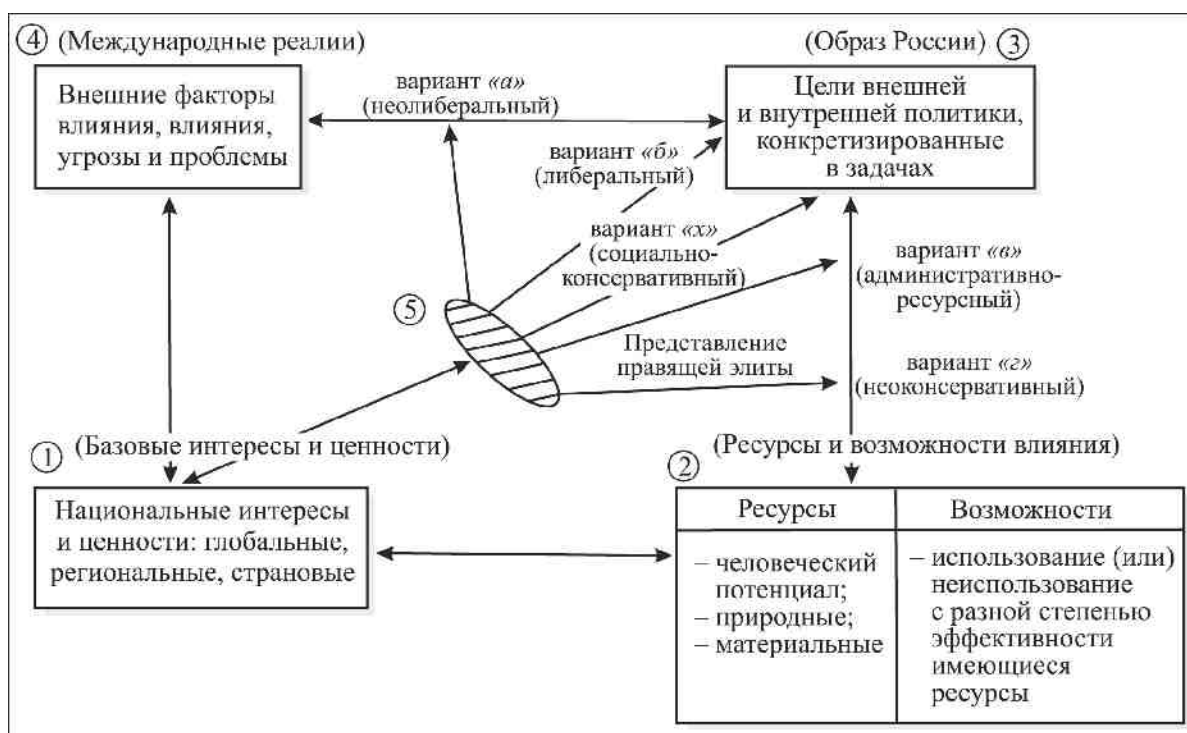 ④ (Международные реалии)
Внешние факторы
влияния, влияния,
угрозы и проблемы
вариант «а»
(неолиберальный)
(Образ России) ③
Цели внешней
и внутренней политики,
конкретизированные
в задачах
вариант «б»
(либеральный)
вариант «х»
(социально-
консервативный)
вариант «в»
(административно-
ресурсный)
⑤
Представление
правящей элиты
вариант «г»
(неоконсервативный)
① (Базовые интересы и ценности)
Национальные интересы
и ценности: глобальные,
региональные, страновые
(Ресурсы и возможности влияния)
②
Ресурсы
– человеческий
потенциал;
– природные;
– материальные
Возможности
– использование (или)
неиспользование
с разной степенью
эффективности
имеющиеся
ресурсы